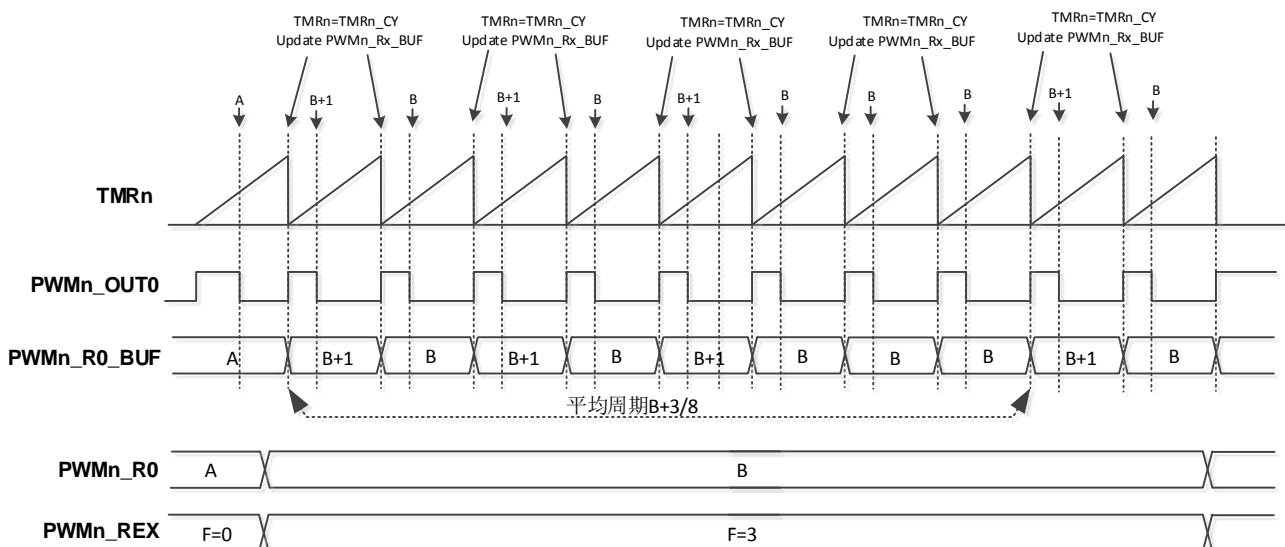 TMRn=TMRn_CY TMRn=TMRn_CY TMRn=TMRn_CY TMRn=TMRn_CY TMRn=TMRn_CY
Update PWMn_Rx_BUF Update PWMn_Rx_BUF Update PWMn_Rx_BUF Update PWMn_Rx_BUF Update PWMn_Rx_BUF
A B+1 B B+1 B B+1 B B B B+1 B
TMRn
PWMn_OUT0
PWMn_R0_BUF A B+1 B B+1 B B+1 B B B B+1 B
平均周期B+3/8
PWMn_R0 A B
PWMn_REX F=0 F=3